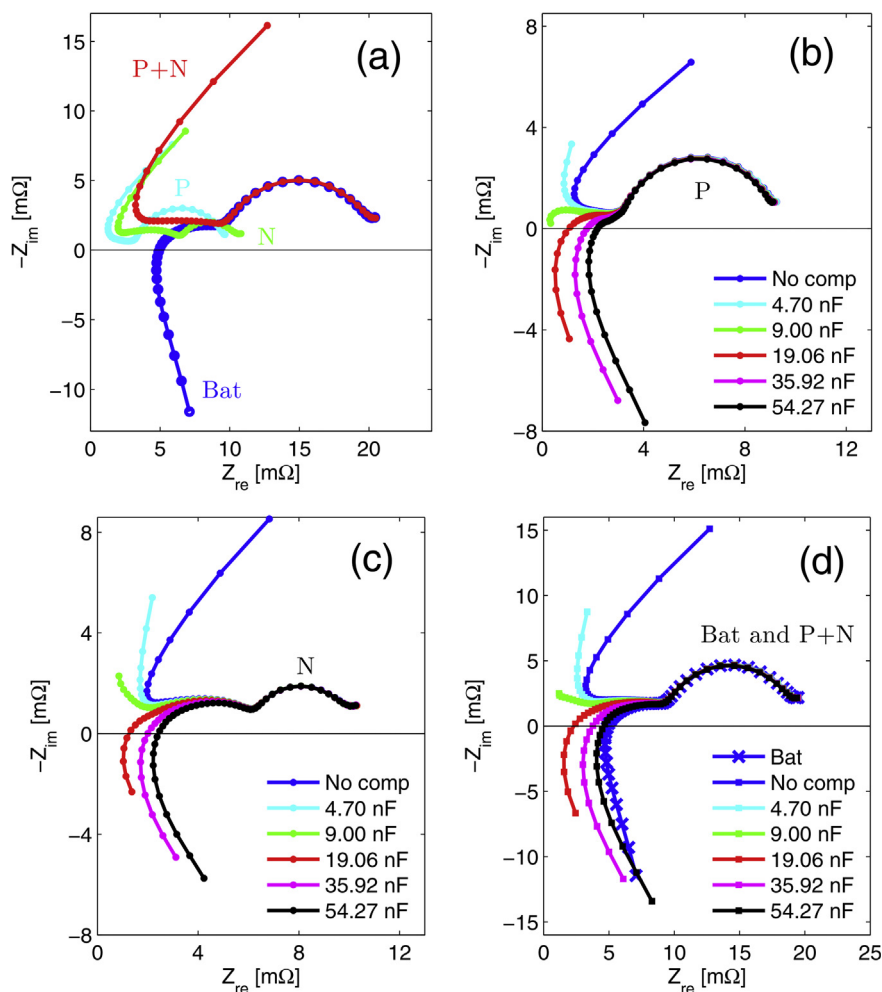 (a)
P+N
P
N
Bat
15
10
5
0
-5
-10
0 5 10 15 20
-Z_im [mΩ]
Z_re [mΩ]
(b)
P
8
4
0
-4
-8
0 4 8 12
-Z_im [mΩ]
Z_re [mΩ]
No comp
4.70 nF
9.00 nF
19.06 nF
35.92 nF
54.27 nF
(c)
N
8
4
0
-4
-8
0 4 8 12
-Z_im [mΩ]
Z_re [mΩ]
No comp
4.70 nF
9.00 nF
19.06 nF
35.92 nF
54.27 nF
(d)
Bat and P+N
15
10
5
0
-5
-10
-15
0 5 10 15 20 25
-Z_im [mΩ]
Z_re [mΩ]
Bat
No comp
4.70 nF
9.00 nF
19.06 nF
35.92 nF
54.27 nF